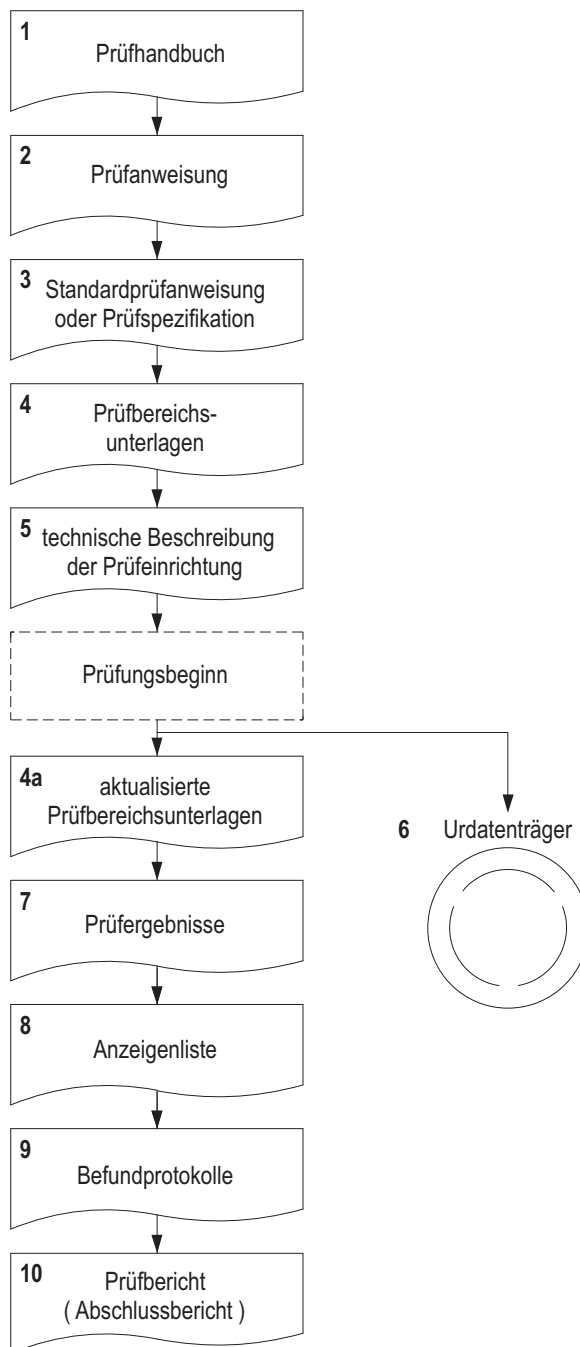 1
Prüfhandbuch
2
Prüfanweisung
3
Standardprüfanweisung
oder Prüfspezifikation
4
Prüfbereichs-
unterlagen
5
technische Beschreibung
der Prüfeinrichtung
Prüfungsbeginn
4a
aktualisierte
Prüfbereichsunterlagen
6 Urdatenträger
7
Prüfergebnisse
8
Anzeigenliste
9
Befundprotokolle
10
Prüfbericht
( Abschlussbericht )